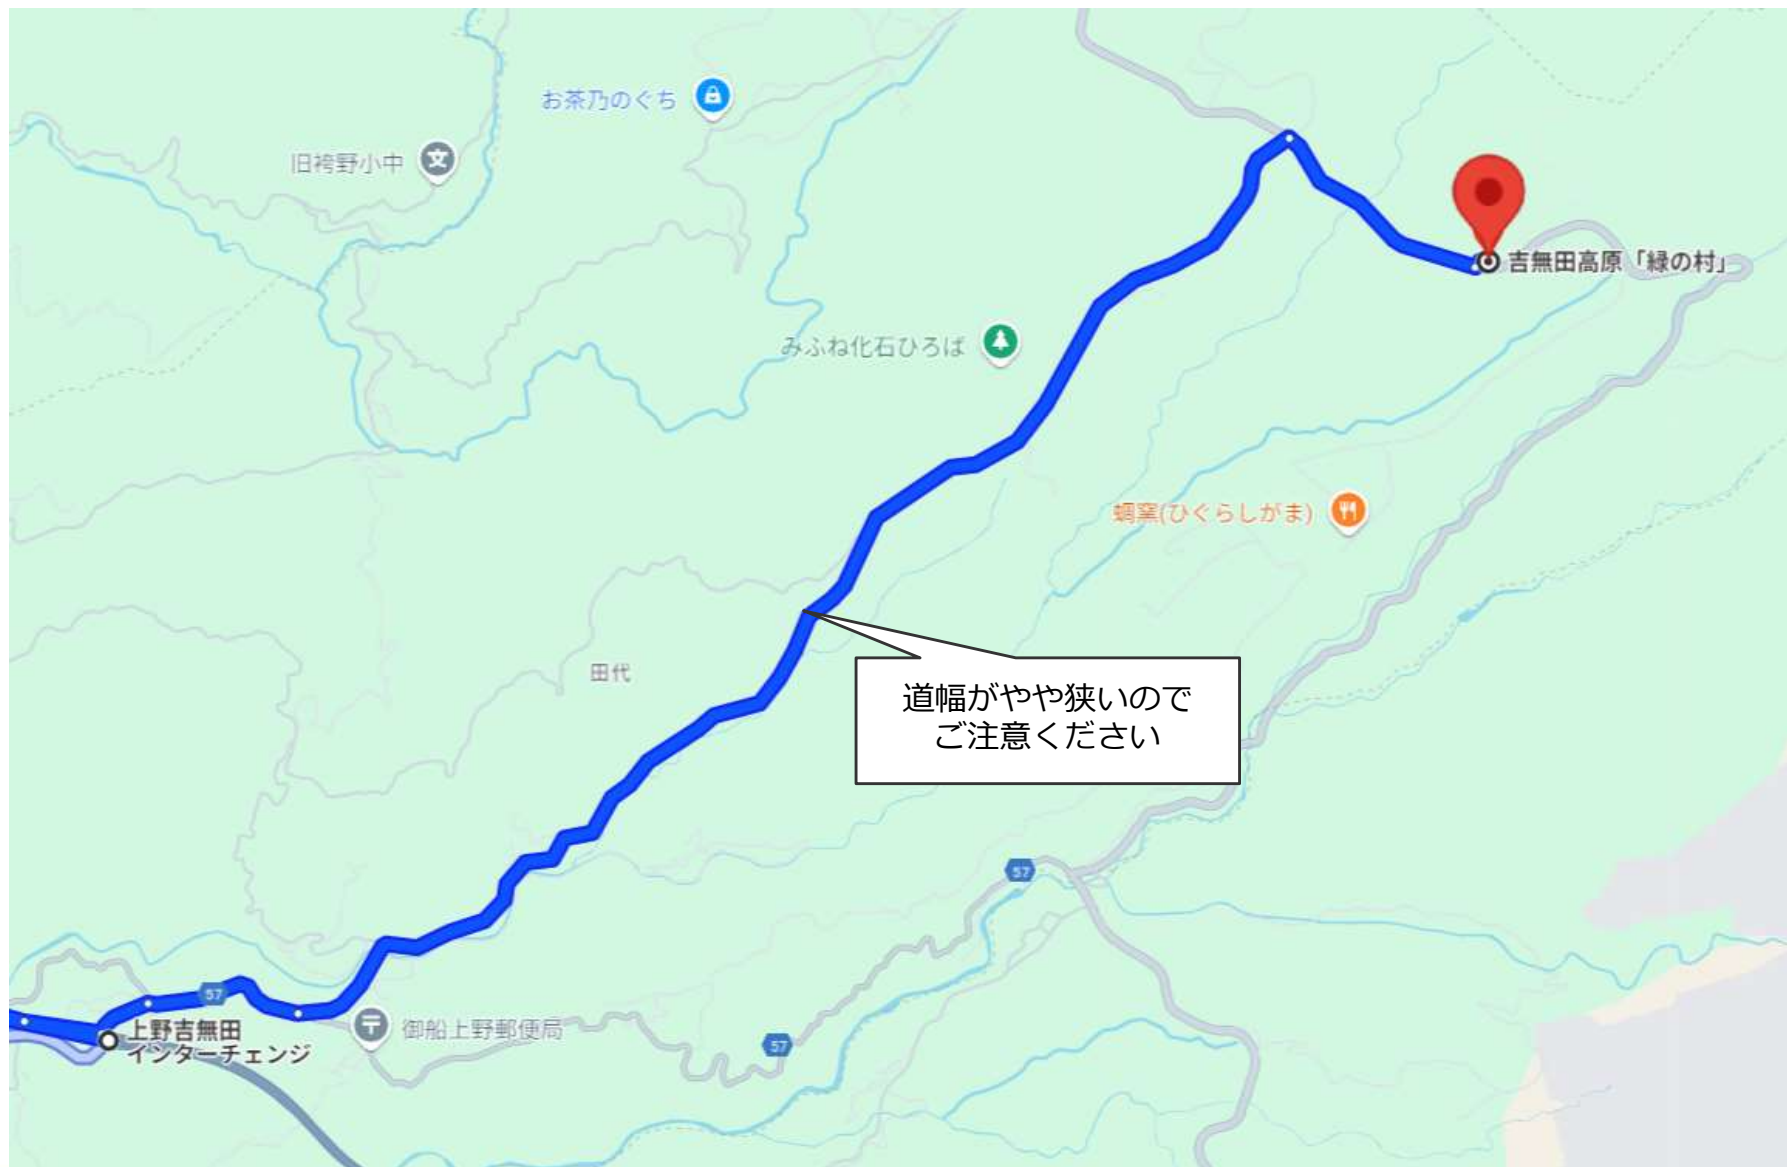 お茶乃のぐち
旧袴野小中
文
吉無田高原「緑の村」
みふね化石ひろば
蜩窯(ひぐらしがま)
田代
道幅がやや狭いので
ご注意ください
57
57
上野吉無田
インターチェンジ
〒
御船上野郵便局
57